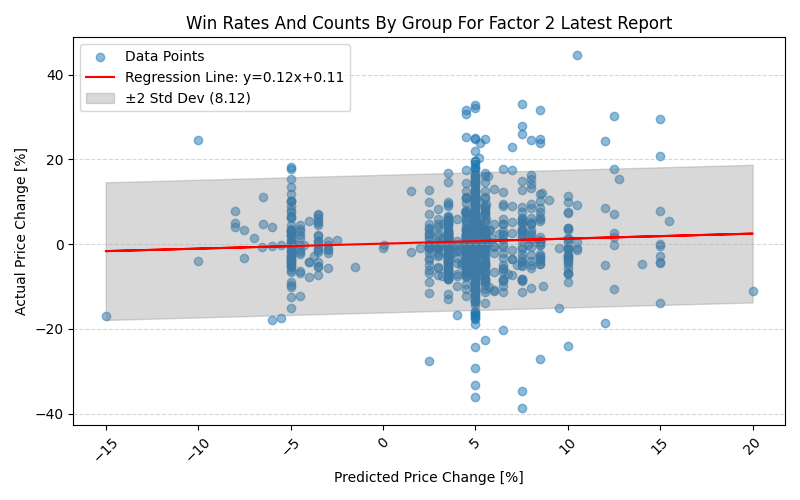 Win Rates And Counts By Group For Factor 2 Latest Report
Data Points
Regression Line: y=0.12x+0.11
±2 Std Dev (8.12)
Actual Price Change [%]
40
20
0
−20
−40
−15
−10
−5
0
5
10
15
20
Predicted Price Change [%]